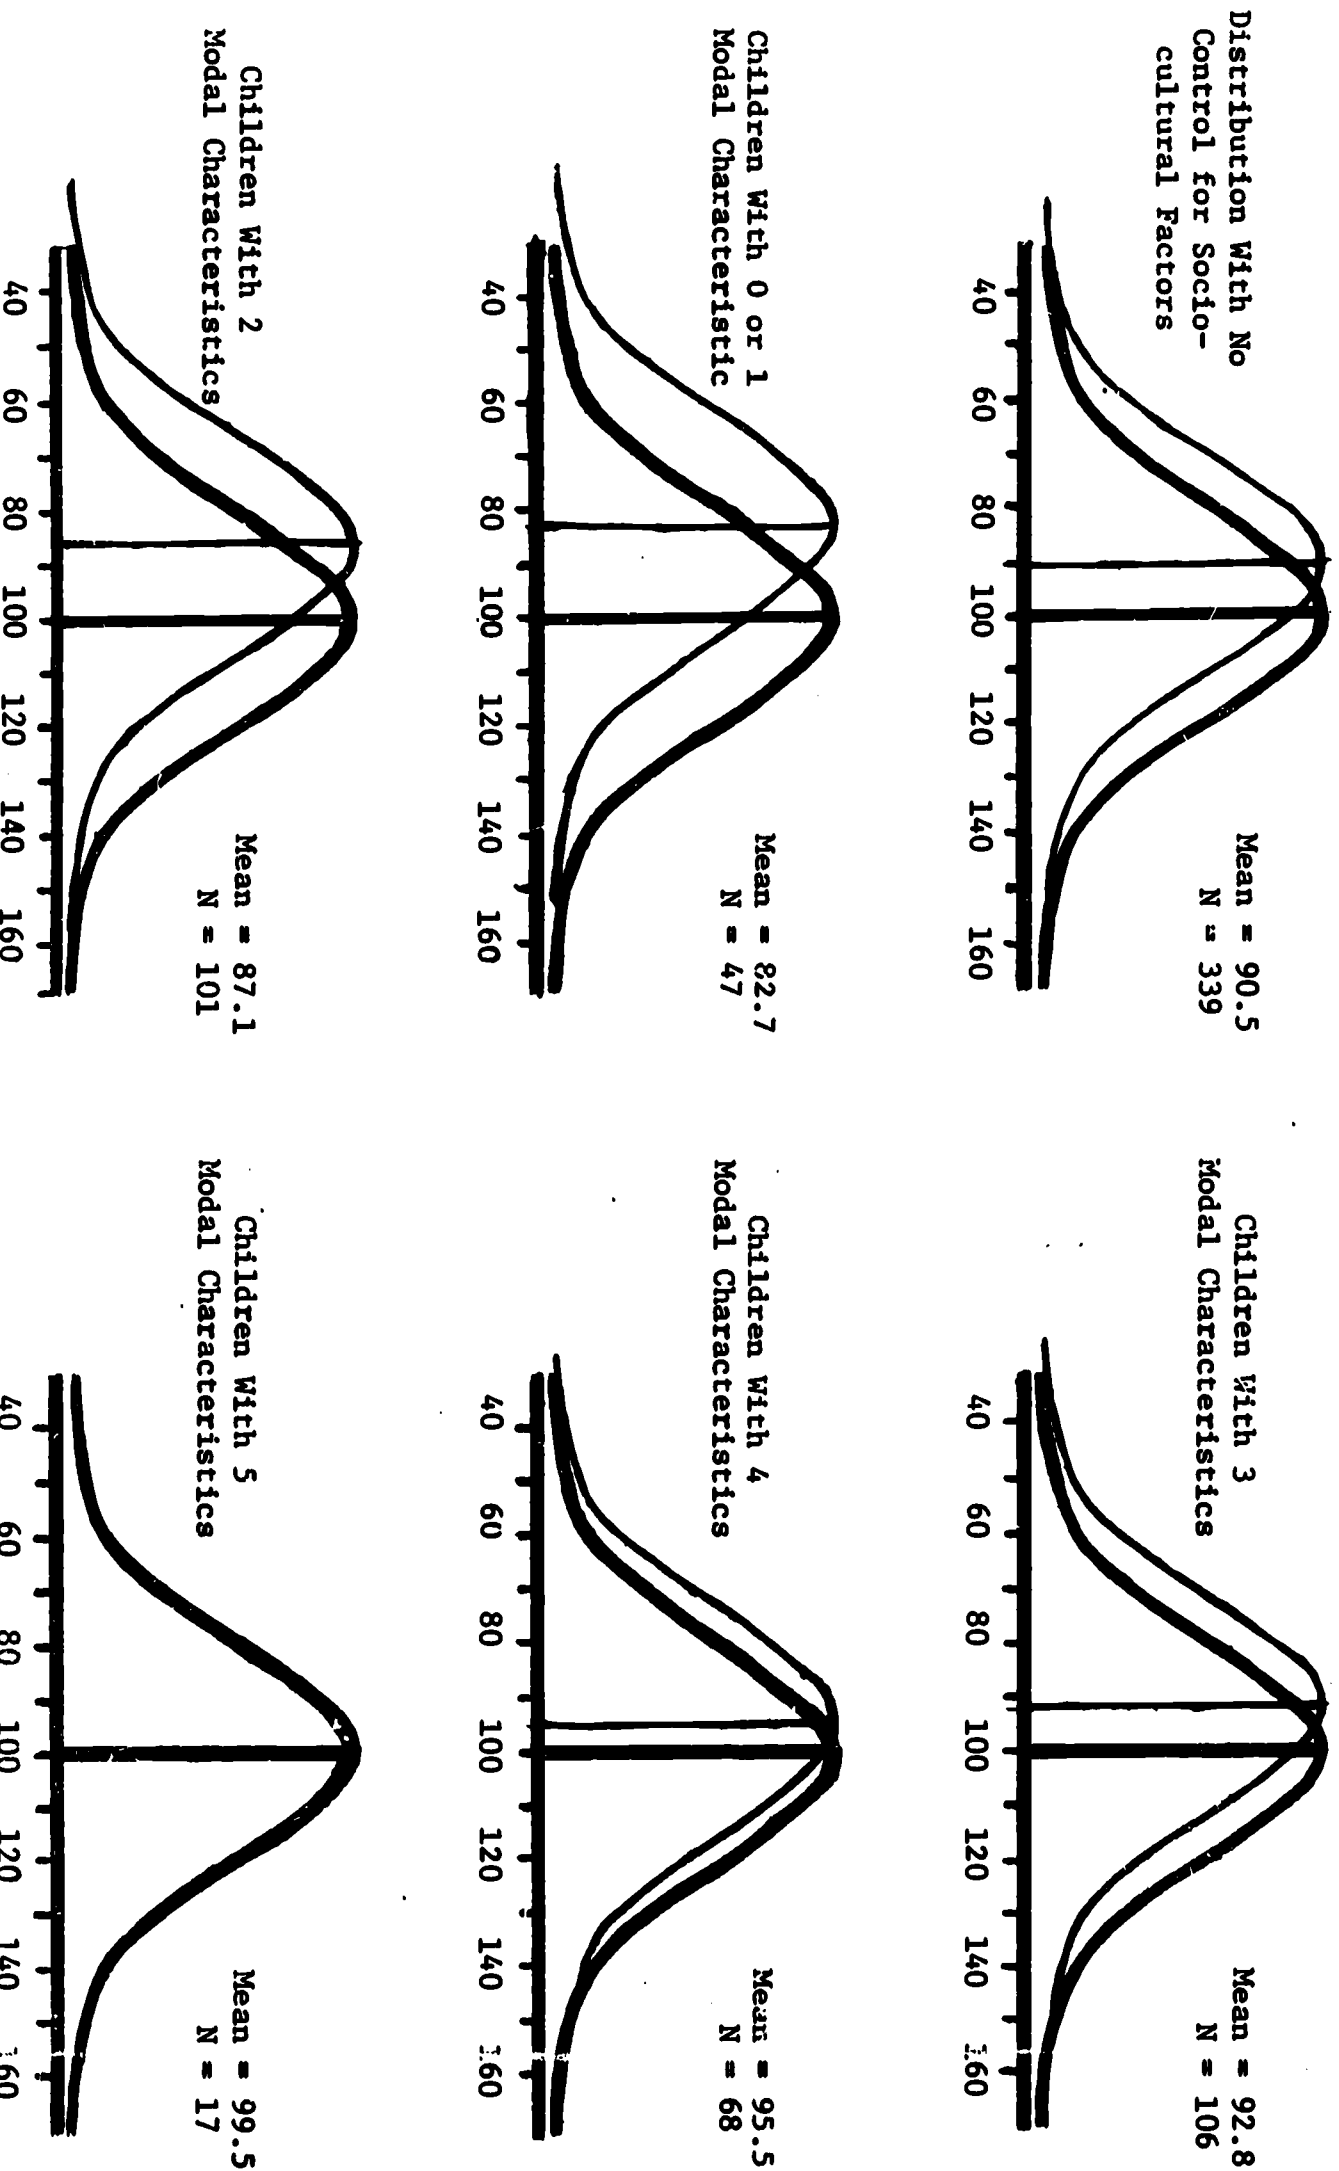 Distribution With No
Control for Socio-
cultural Factors
Mean = 90.5
N = 339
40 60 80 100 120 140 160
Children With 0 or 1
Modal Characteristic
Mean = 82.7
N = 47
40 60 80 100 120 140 160
Children With 2
Modal Characteristics
Mean = 87.1
N = 101
40 60 80 100 120 140 160
Children With 3
Modal Characteristics
Mean = 92.8
N = 106
40 60 80 100 120 140 160
Children With 4
Modal Characteristics
Mean = 95.5
N = 68
40 60 80 100 120 140 160
Children With 5
Modal Characteristics
Mean = 99.5
N = 17
40 60 80 100 120 140 160